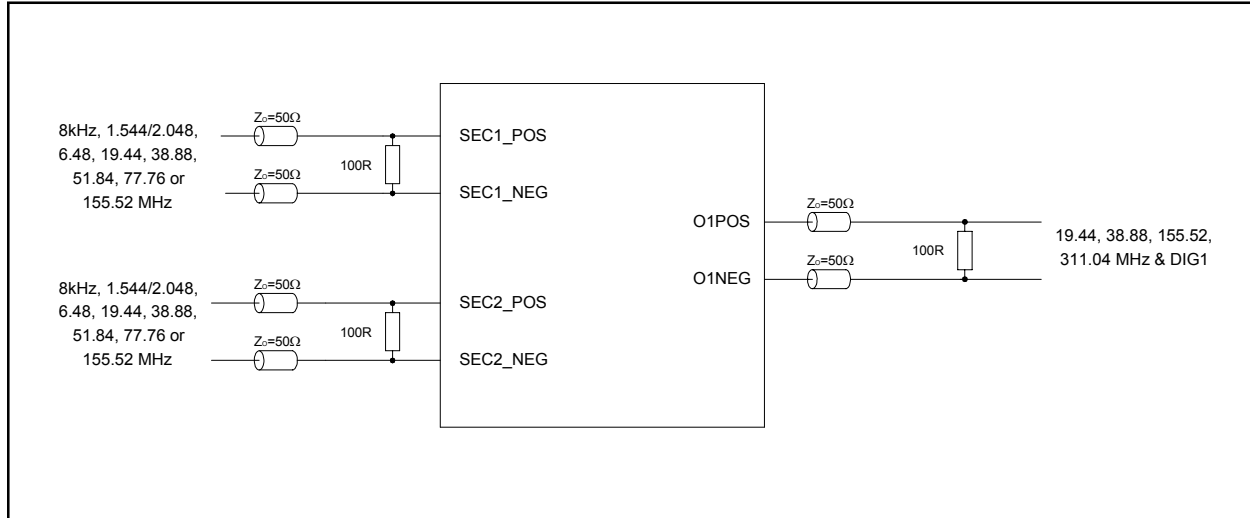 8kHz, 1.544/2.048,
6.48, 19.44, 38.88,
51.84, 77.76 or
155.52 MHz
ZO=50Ω
ZO=50Ω
100R
SEC1_POS
SEC1_NEG
8kHz, 1.544/2.048,
6.48, 19.44, 38.88,
51.84, 77.76 or
155.52 MHz
ZO=50Ω
ZO=50Ω
100R
SEC2_POS
SEC2_NEG
O1POS
O1NEG
ZO=50Ω
ZO=50Ω
100R
19.44, 38.88, 155.52,
311.04 MHz & DIG1